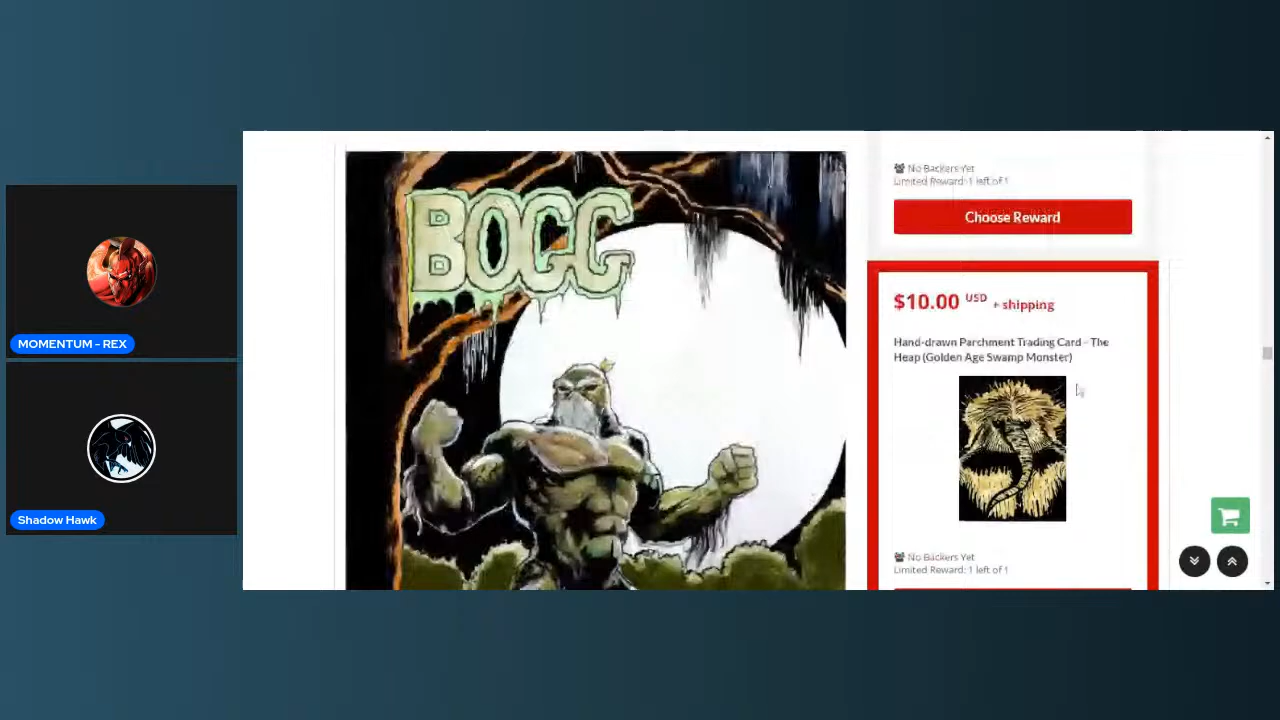 MOMENTUM - REX
Shadow Hawk
BOGG
No Backers Yet
Limited Reward: 1 left of 1
Choose Reward
$10.00 USD + shipping
Hand-drawn Parchment Trading Card - The
Heap (Golden Age Swamp Monster)
No Backers Yet
Limited Reward: 1 left of 1